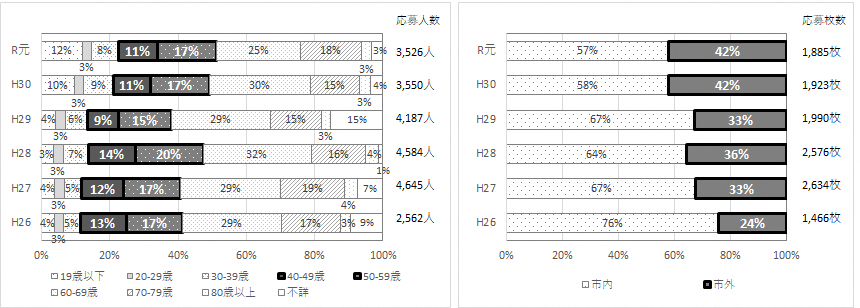 応募人数
R元 12% 3% 8% 11% 17% 25% 18% 3% 3% 3,526人
H30 10% 3% 9% 11% 17% 30% 15% 3% 4% 3,550人
H29 4% 3% 6% 9% 15% 29% 15% 3% 15% 4,187人
H28 3% 3% 7% 14% 20% 32% 16% 4% 1% 4,584人
H27 4% 3% 5% 12% 17% 29% 19% 4% 7% 4,645人
H26 4% 3% 5% 13% 17% 29% 17% 3% 9% 2,562人
0% 20% 40% 60% 80% 100%
19歳以下 20-29歳 30-39歳 40-49歳 50-59歳
60-69歳 70-79歳 80歳以上 不詳
応募枚数
R元 57% 42% 1,885枚
H30 58% 42% 1,923枚
H29 67% 33% 1,990枚
H28 64% 36% 2,576枚
H27 67% 33% 2,634枚
H26 76% 24% 1,466枚
0% 20% 40% 60% 80% 100%
市内 市外